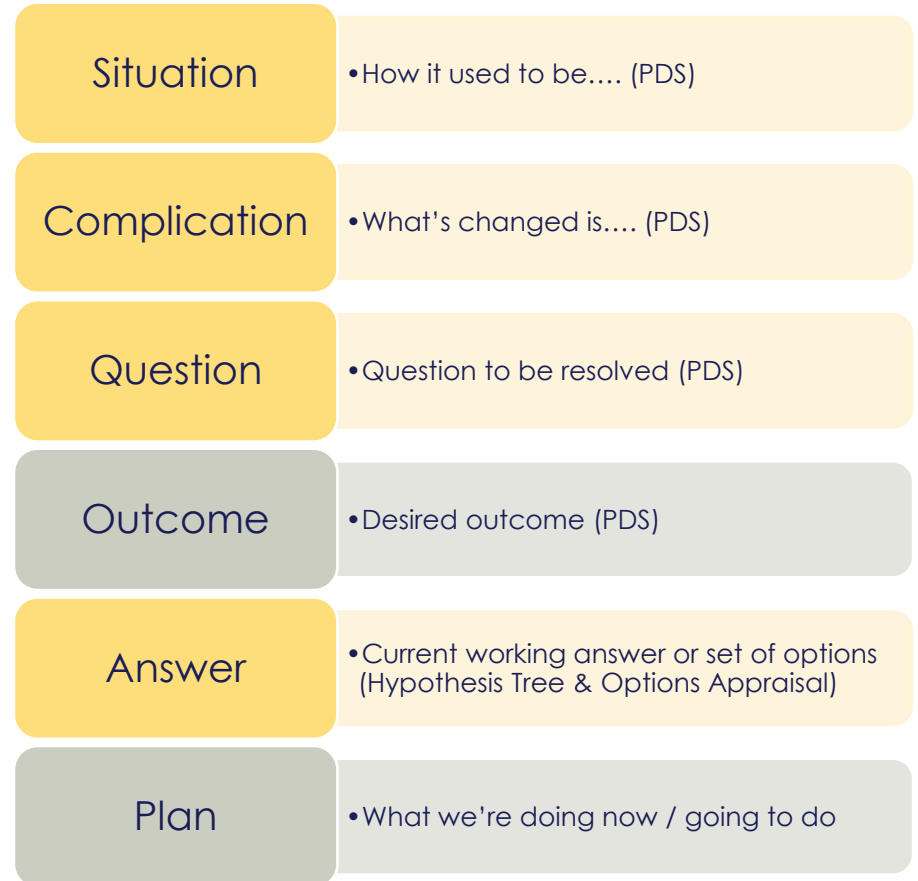 Situation
•How it used to be…. (PDS)
Complication
•What’s changed is…. (PDS)
Question
•Question to be resolved (PDS)
Outcome
•Desired outcome (PDS)
Answer
•Current working answer or set of options
(Hypothesis Tree & Options Appraisal)
Plan
•What we’re doing now / going to do